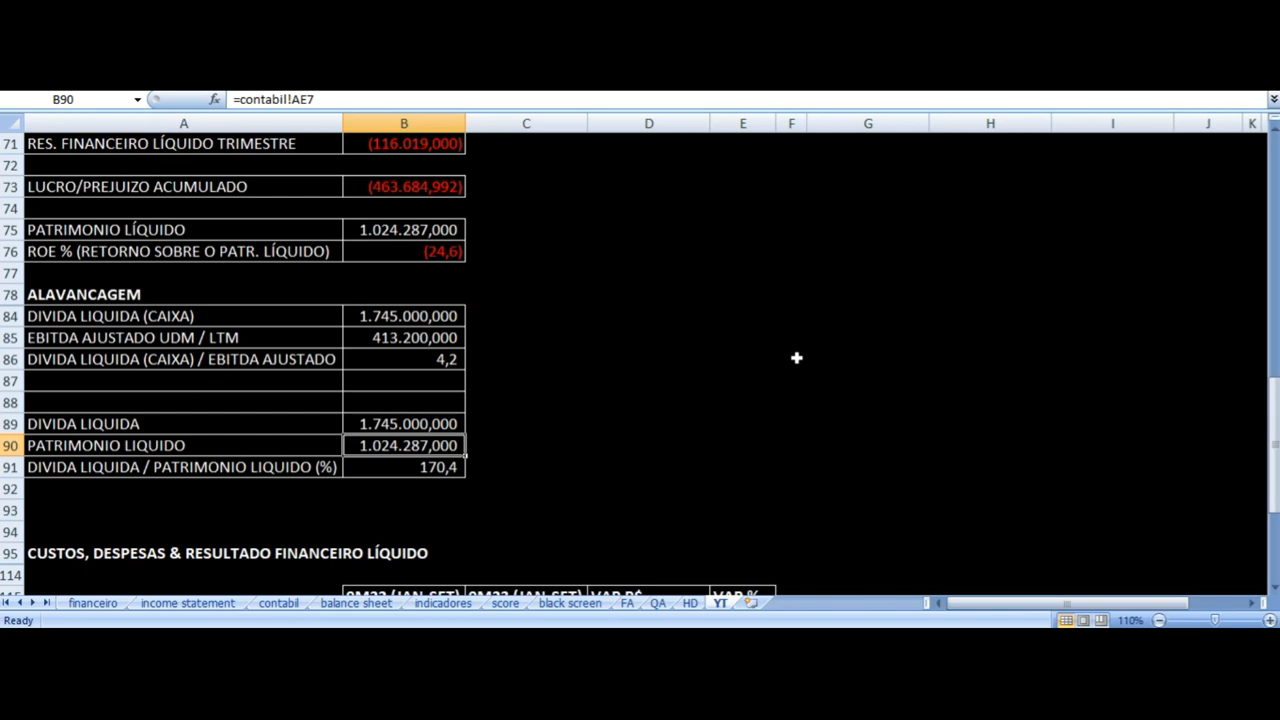 B90 fx =contabil!AE7
A B C D E F G H I J K
71 RES. FINANCEIRO LÍQUIDO TRIMESTRE (116.019,000)
72
73 LUCRO/PREJUIZO ACUMULADO (463.684,992)
74
75 PATRIMONIO LÍQUIDO 1.024.287,000
76 ROE % (RETORNO SOBRE O PATR. LÍQUIDO) (24,6)
77
78 ALAVANCAGEM
84 DIVIDA LIQUIDA (CAIXA) 1.745.000,000
85 EBITDA AJUSTADO UDM / LTM 413.200,000
86 DIVIDA LIQUIDA (CAIXA) / EBITDA AJUSTADO 4,2
87
88
89 DIVIDA LIQUIDA 1.745.000,000
90 PATRIMONIO LIQUIDO 1.024.287,000
91 DIVIDA LIQUIDA / PATRIMONIO LIQUIDO (%) 170,4
92
93
94
95 CUSTOS, DESPESAS & RESULTADO FINANCEIRO LÍQUIDO
114
financeiro income statement contabil balance sheet indicadores score black screen FA QA HD YT
Ready 110%